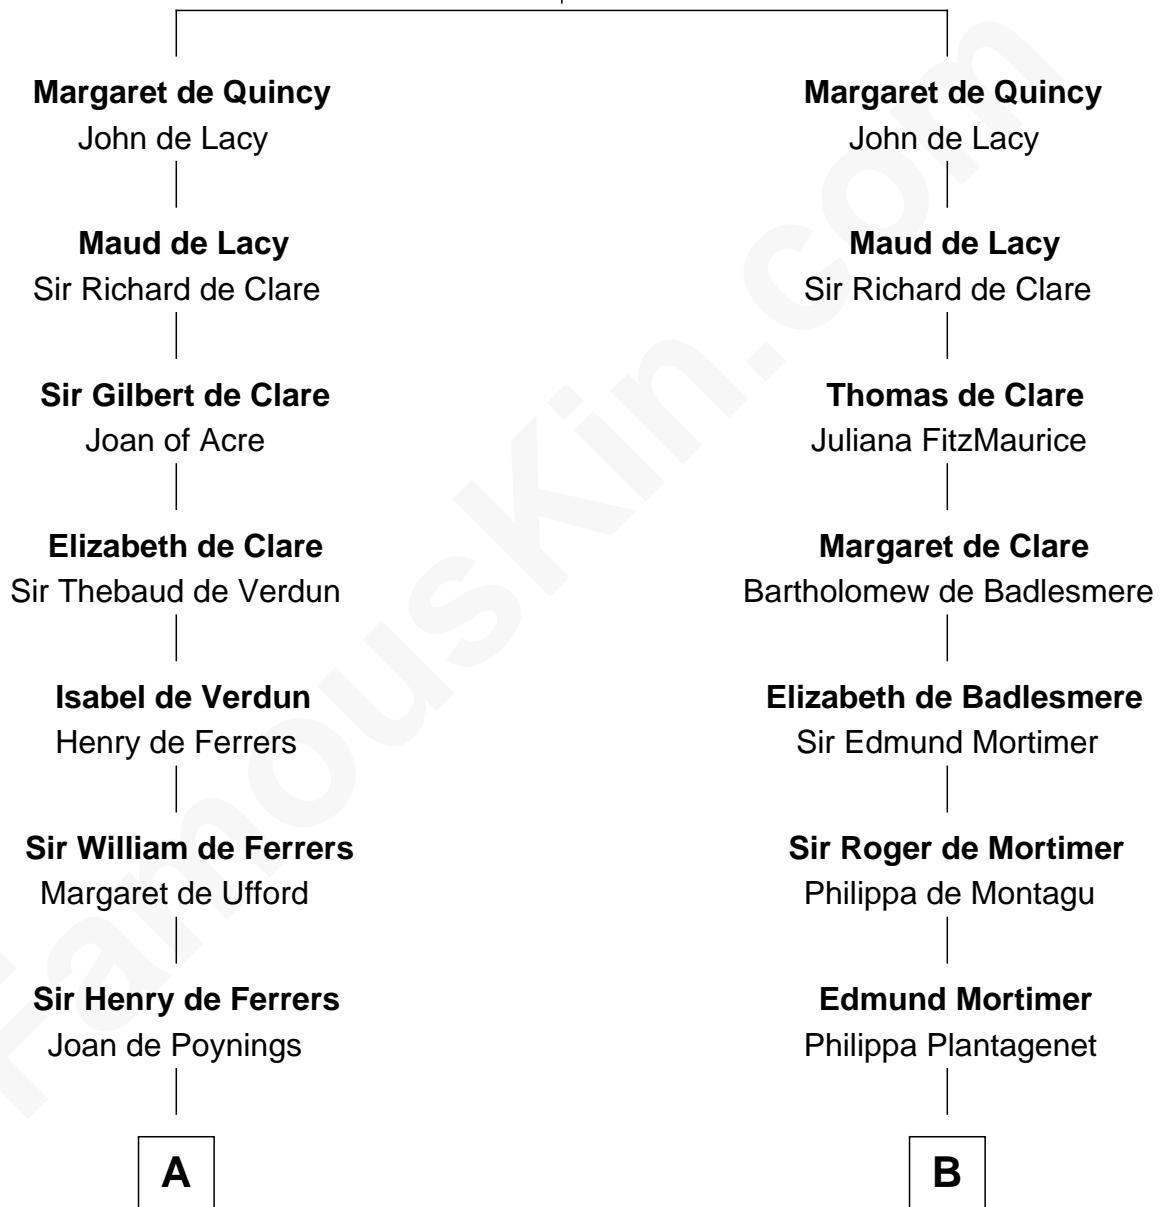 Margaret de Quincy
John de Lacy
Maud de Lacy
Sir Richard de Clare
Sir Gilbert de Clare
Joan of Acre
Elizabeth de Clare
Sir Thebaud de Verdun
Isabel de Verdun
Henry de Ferrers
Sir William de Ferrers
Margaret de Ufford
Sir Henry de Ferrers
Joan de Poynings
A
Margaret de Quincy
John de Lacy
Maud de Lacy
Sir Richard de Clare
Thomas de Clare
Juliana FitzMaurice
Margaret de Clare
Bartholomew de Badlesmere
Elizabeth de Badlesmere
Sir Edmund Mortimer
Sir Roger de Mortimer
Philippa de Montagu
Edmund Mortimer
Philippa Plantagenet
B
FamousKin.com